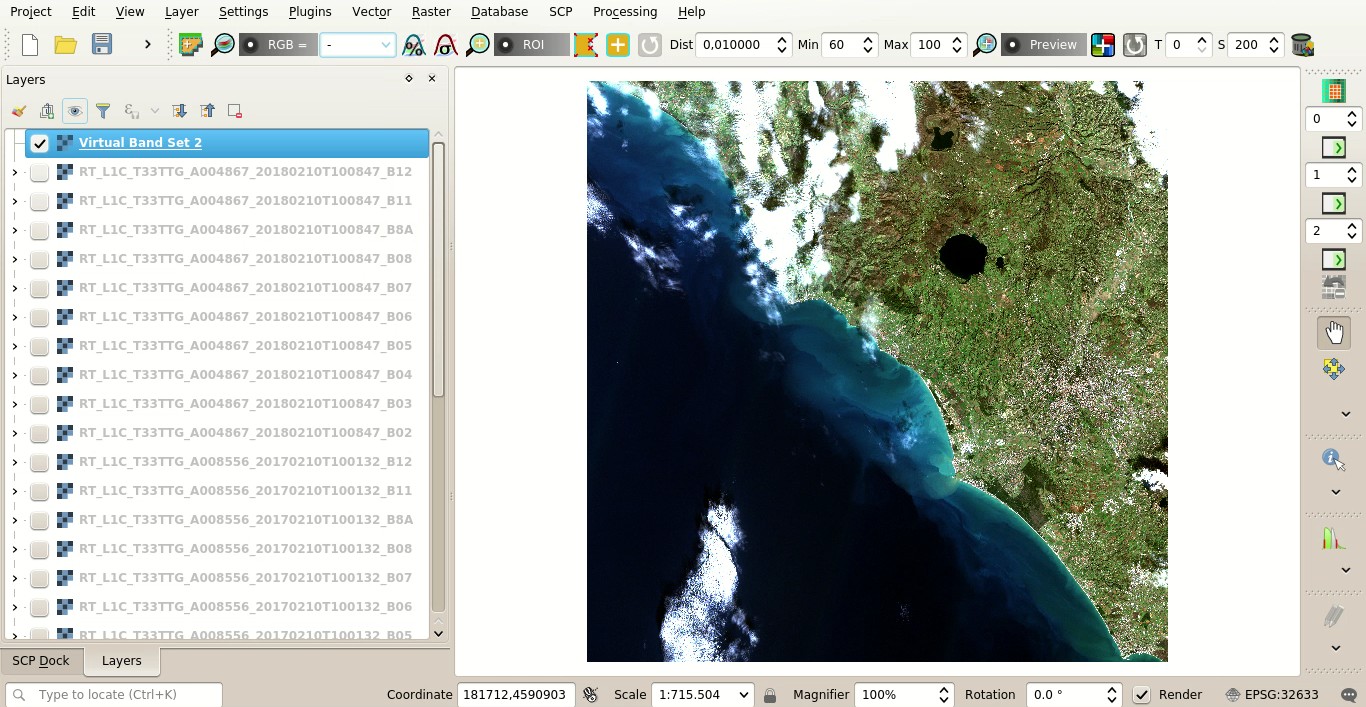 Project Edit View Layer Settings Plugins Vector Raster Database SCP Processing Help
RGB = - ROI Dist 0,010000 Min 60 Max 100 Preview T 0 S 200
Layers
Virtual Band Set 2
RT_L1C_T33TTG_A004867_20180210T100847_B12
RT_L1C_T33TTG_A004867_20180210T100847_B11
RT_L1C_T33TTG_A004867_20180210T100847_B8A
RT_L1C_T33TTG_A004867_20180210T100847_B08
RT_L1C_T33TTG_A004867_20180210T100847_B07
RT_L1C_T33TTG_A004867_20180210T100847_B06
RT_L1C_T33TTG_A004867_20180210T100847_B05
RT_L1C_T33TTG_A004867_20180210T100847_B04
RT_L1C_T33TTG_A004867_20180210T100847_B03
RT_L1C_T33TTG_A004867_20180210T100847_B02
RT_L1C_T33TTG_A008556_20170210T100132_B12
RT_L1C_T33TTG_A008556_20170210T100132_B11
RT_L1C_T33TTG_A008556_20170210T100132_B8A
RT_L1C_T33TTG_A008556_20170210T100132_B08
RT_L1C_T33TTG_A008556_20170210T100132_B07
RT_L1C_T33TTG_A008556_20170210T100132_B06
RT_L1C_T33TTG_A008556_20170210T100132_B05
0
1
2
SCP Dock Layers
Type to locate (Ctrl+K) Coordinate 181712,4590903 Scale 1:715.504 Magnifier 100% Rotation 0.0 ° Render EPSG:32633